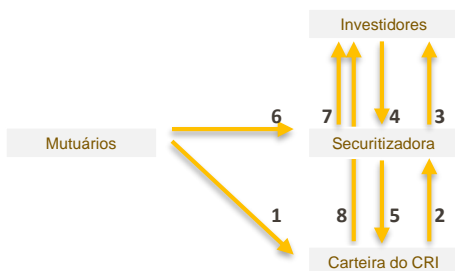 Investidores
6 7 4 3
Mutuários Securitizadora
1 8 5 2
Carteira do CRI